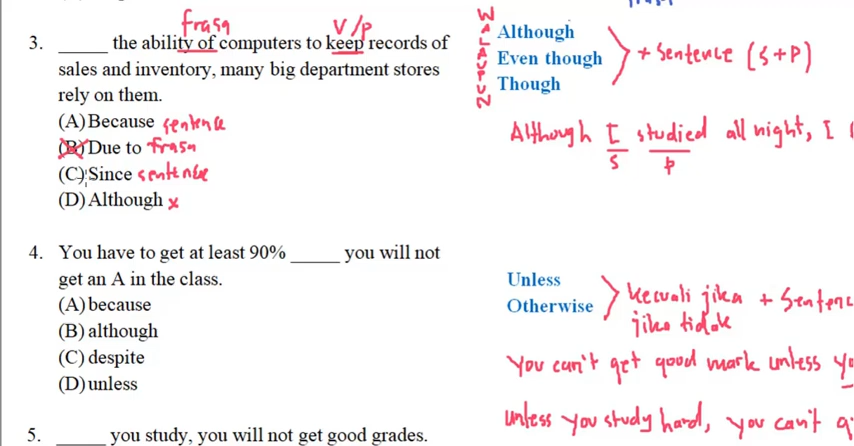 frasa
V/p
3. _____ the ability of computers to keep records of
sales and inventory, many big department stores
rely on them.
(A) Because sentence
(B) Due to frasa
(C) Since sentence
(D) Although x
4. You have to get at least 90% _____ you will not
get an A in the class.
(A) because
(B) although
(C) despite
(D) unless
5. _____ you study, you will not get good grades.
WALAUPUN
Although
Even though
Though
+ Sentence (S+P)
Although I studied all night, I
S
P
Unless
Otherwise
kecuali jika + Sentenc
jika tidak
You can't get good mark unless yo
Unless you study hard, you can't g